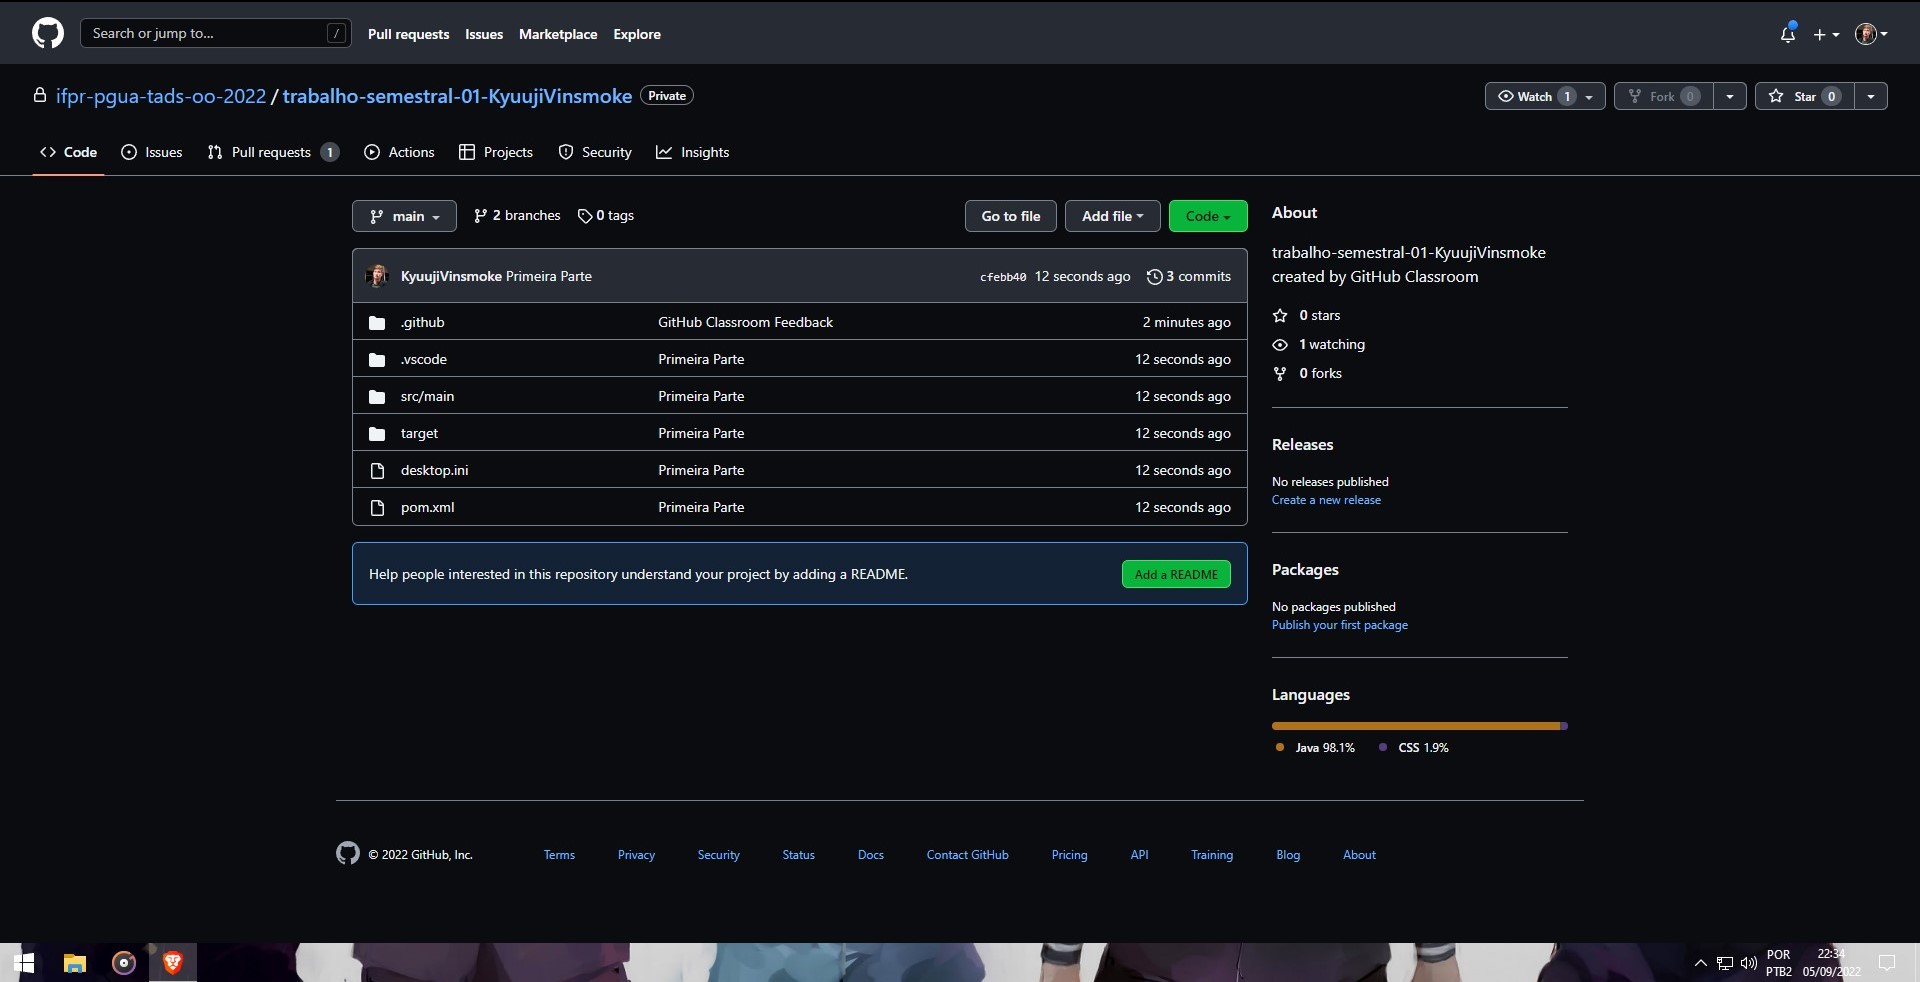 Search or jump to... /
Pull requests Issues Marketplace Explore
ifpr-pgua-tads-oo-2022 / trabalho-semestral-01-KyuujiVinsmoke Private
Watch 1 Fork 0 Star 0
Code Issues Pull requests 1 Actions Projects Security Insights
main 2 branches 0 tags Go to file Add file Code
KyuujiVinsmoke Primeira Parte cfebb40 12 seconds ago 3 commits
.github GitHub Classroom Feedback 2 minutes ago
.vscode Primeira Parte 12 seconds ago
src/main Primeira Parte 12 seconds ago
target Primeira Parte 12 seconds ago
desktop.ini Primeira Parte 12 seconds ago
pom.xml Primeira Parte 12 seconds ago
Help people interested in this repository understand your project by adding a README. Add a README
About
trabalho-semestral-01-KyuujiVinsmoke
created by GitHub Classroom
0 stars
1 watching
0 forks
Releases
No releases published
Create a new release
Packages
No packages published
Publish your first package
Languages
Java 98.1% CSS 1.9%
© 2022 GitHub, Inc. Terms Privacy Security Status Docs Contact GitHub Pricing API Training Blog About
POR 22:34
PTB2 05/09/2022